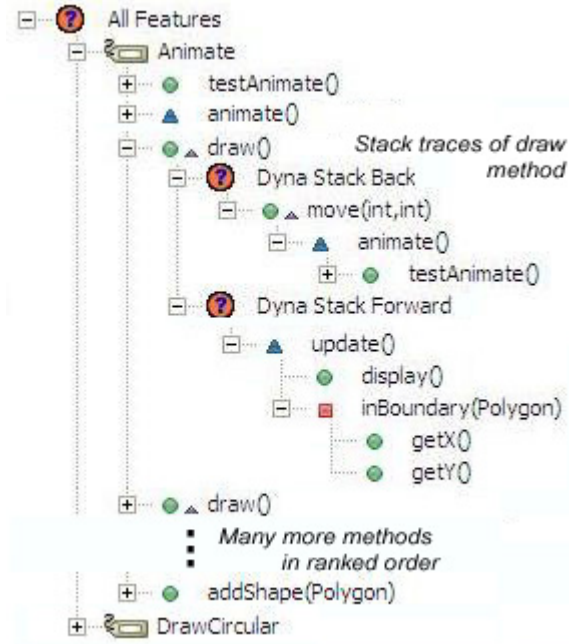 All Features
Animate
testAnimate()
animate()
draw()
Stack traces of draw
method
Dyna Stack Back
move(int,int)
animate()
testAnimate()
Dyna Stack Forward
update()
display()
inBoundary(Polygon)
getX()
getY()
draw()
Many more methods
in ranked order
addShape(Polygon)
DrawCircular